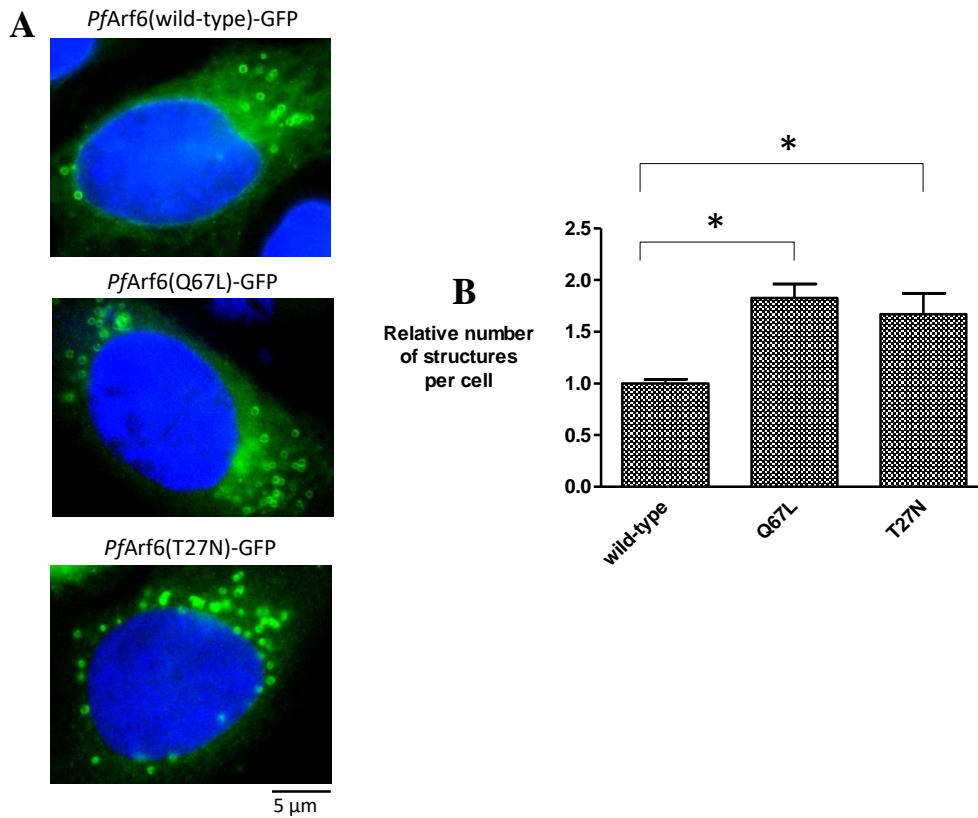 A
PfArf6(wild-type)-GFP
PfArf6(Q67L)-GFP
PfArf6(T27N)-GFP
5 µm
B
Relative number
of structures
per cell
*
*
2.5
2.0
1.5
1.0
0.5
0.0
wild-type
Q67L
T27N